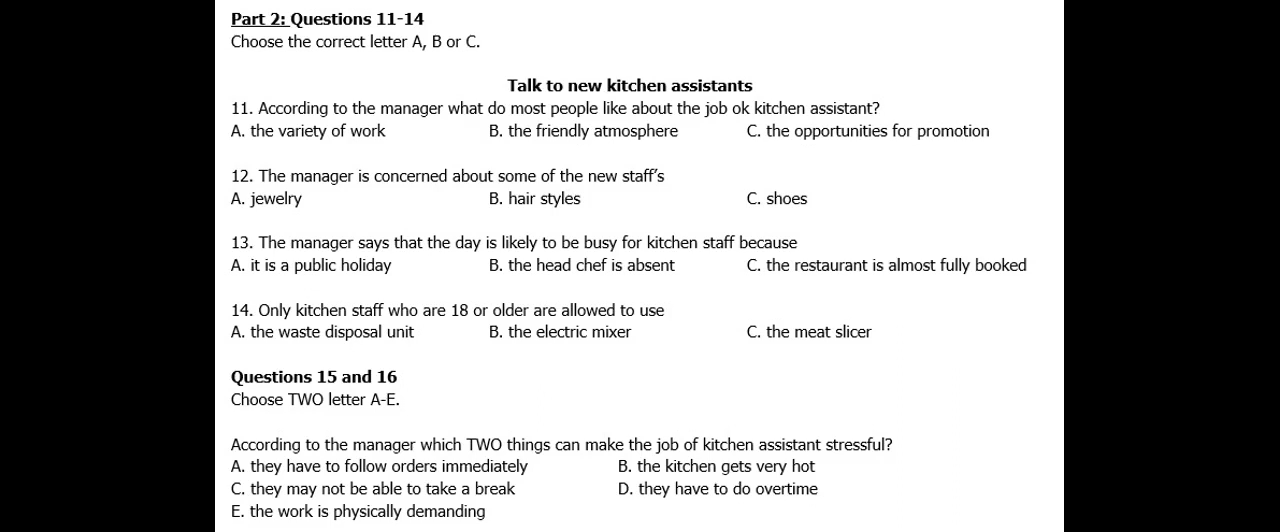 Part 2: Questions 11-14
Choose the correct letter A, B or C.
Talk to new kitchen assistants
11. According to the manager what do most people like about the job ok kitchen assistant?
A. the variety of work B. the friendly atmosphere C. the opportunities for promotion
12. The manager is concerned about some of the new staff's
A. jewelry B. hair styles C. shoes
13. The manager says that the day is likely to be busy for kitchen staff because
A. it is a public holiday B. the head chef is absent C. the restaurant is almost fully booked
14. Only kitchen staff who are 18 or older are allowed to use
A. the waste disposal unit B. the electric mixer C. the meat slicer
Questions 15 and 16
Choose TWO letter A-E.
According to the manager which TWO things can make the job of kitchen assistant stressful?
A. they have to follow orders immediately B. the kitchen gets very hot
C. they may not be able to take a break D. they have to do overtime
E. the work is physically demanding